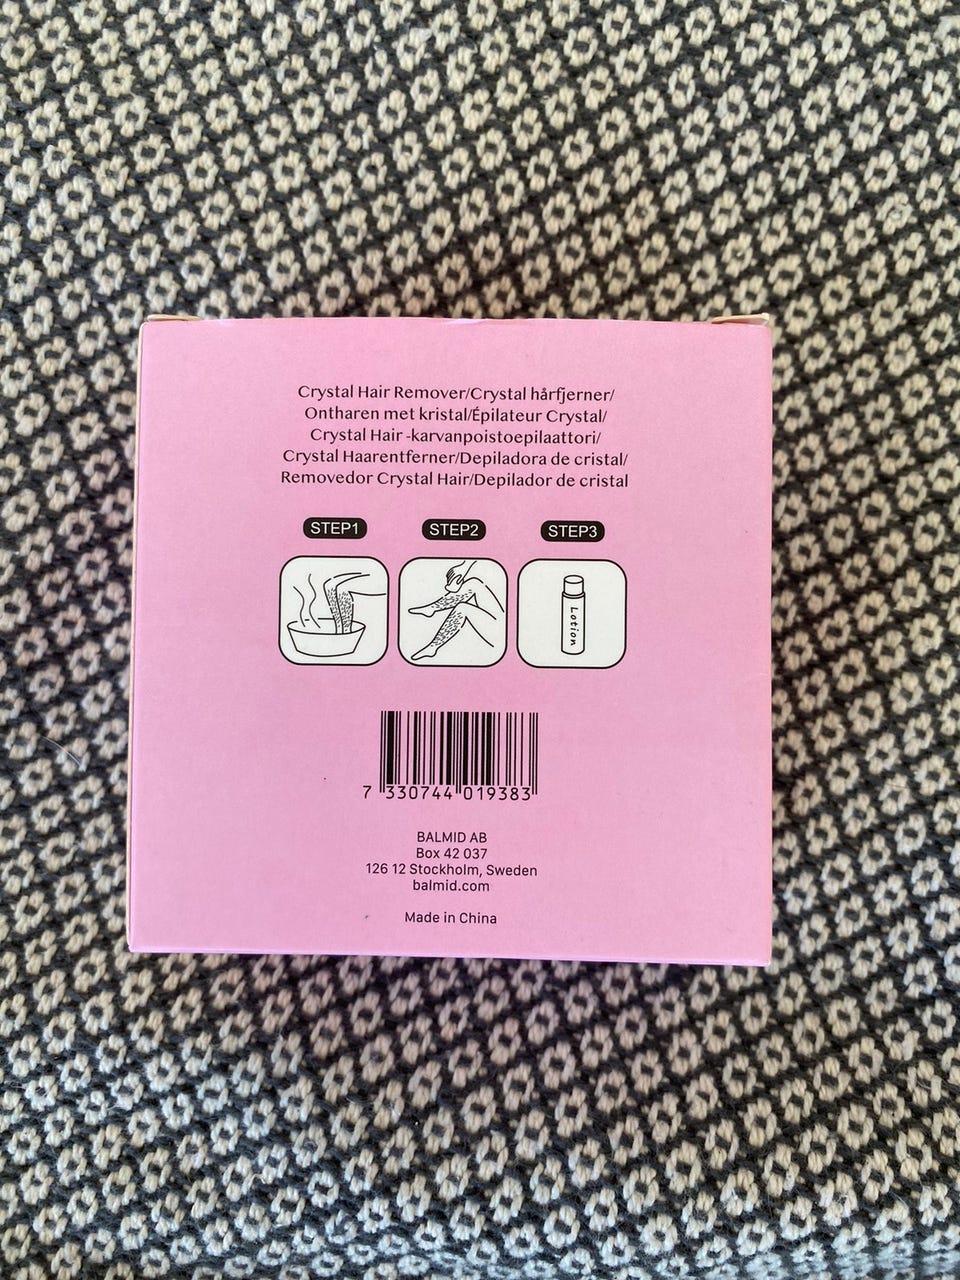 Crystal Hair Remover/Crystal hårfjerner/
Ontharen met kristal/Épilateur Crystal/
Crystal Hair -karvanpoistoepilaattori/
Crystal Haarentferner/Depiladora de cristal/
Removedor Crystal Hair/Depilador de cristal
STEP1 STEP2 STEP3
Lotion
7 330744 019383
BALMID AB
Box 42 037
126 12 Stockholm, Sweden
balmid.com
Made in China